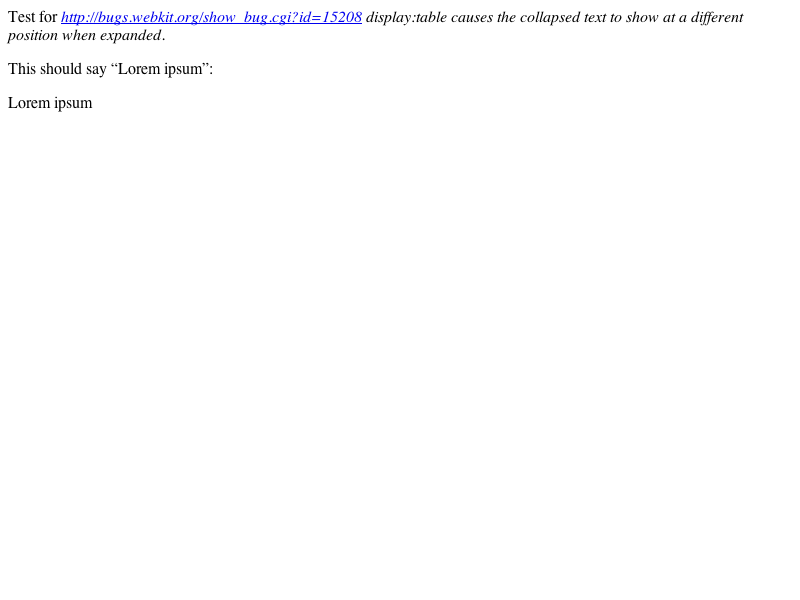 Test for http://bugs.webkit.org/show_bug.cgi?id=15208 display:table causes the collapsed text to show at a different
position when expanded.
This should say “Lorem ipsum”:
Lorem ipsum